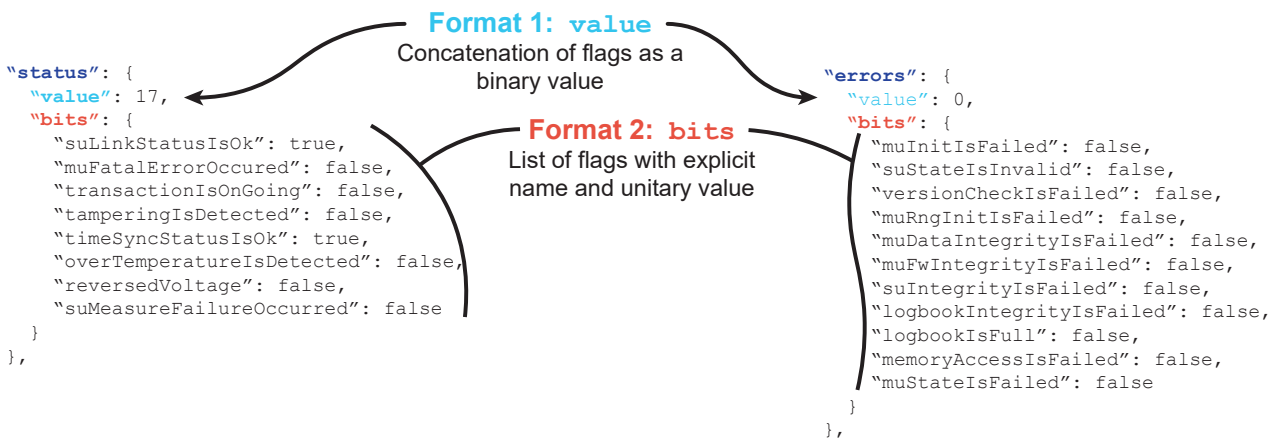 Format 1: value
Concatenation of flags as a
binary value
“status”: {
“value”: 17,
“bits”: {
“suLinkStatusIsOk”: true,
“muFatalErrorOccured”: false,
“transactionIsOnGoing”: false,
“tamperingIsDetected”: false,
“timeSyncStatusIsOk”: true,
“overTemperatureIsDetected”: false,
“reversedVoltage”: false,
“suMeasureFailureOccurred”: false
}
},
Format 2: bits
List of flags with explicit
name and unitary value
“errors”: {
“value”: 0,
“bits”: {
“muInitIsFailed”: false,
“suStateIsInvalid”: false,
“versionCheckIsFailed”: false,
“muRngInitIsFailed”: false,
“muDataIntegrityIsFailed”: false,
“muFwIntegrityIsFailed”: false,
“suIntegrityIsFailed”: false,
“logbookIntegrityIsFailed”: false,
“logbookIsFull”: false,
“memoryAccessIsFailed”: false,
“muStateIsFailed”: false
}
},